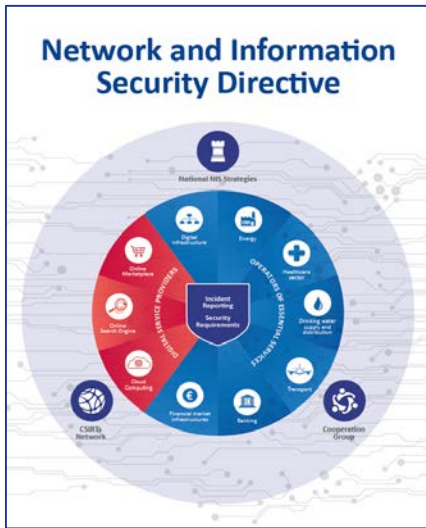 Network and Information
Security Directive
National NIS Strategies
Digital
infrastructure
Energy
Online
Marketplace
Healthcare
sector
DIGITAL SERVICE PROVIDERS
OPERATORS OF ESSENTIAL SERVICES
Incident
Reporting
Security
Requirements
Online
Search Engine
Drinking water
supply and
distribution
Cloud
Computing
Transport
Financial market
infrastructures
Banking
CSIRTs
Network
Cooperation
Group